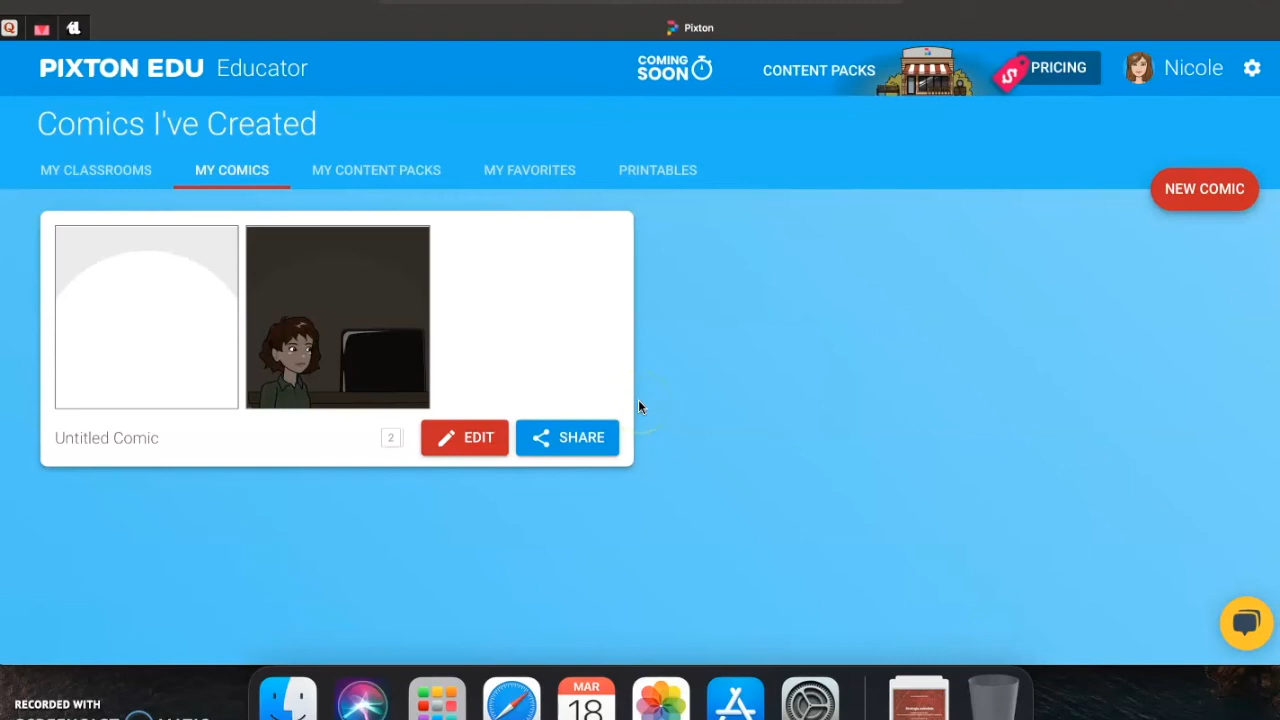 Pixton
PIXTON EDU Educator
COMING SOON
CONTENT PACKS
PRICING
Nicole
Comics I've Created
MY CLASSROOMS
MY COMICS
MY CONTENT PACKS
MY FAVORITES
PRINTABLES
NEW COMIC
Untitled Comic
2
EDIT
SHARE
MAR
18
RECORDED WITH